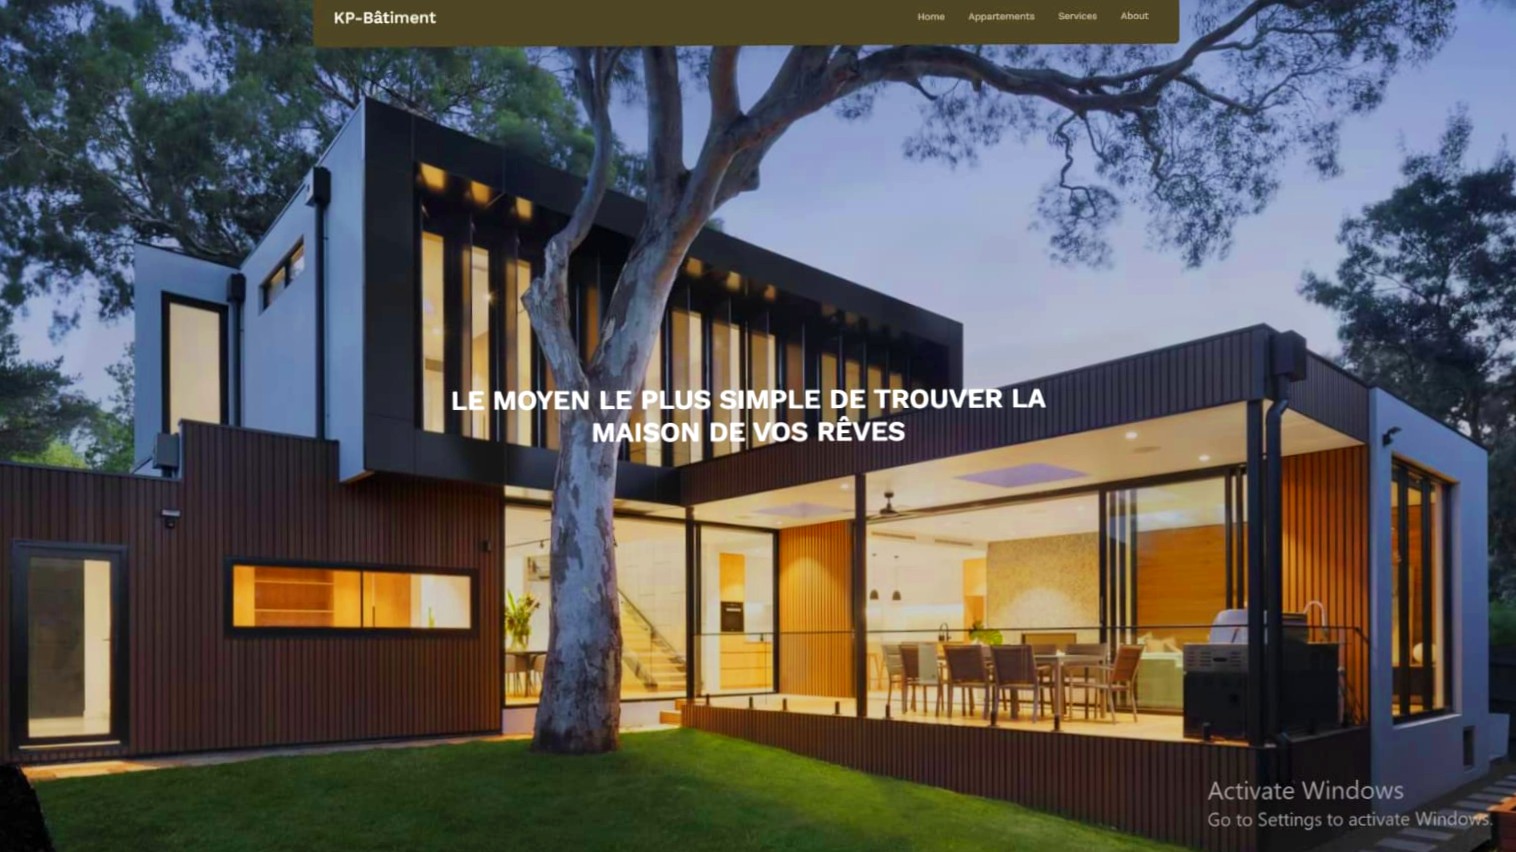 KP-Bâtiment
Home Appartements Services About
LE MOYEN LE PLUS SIMPLE DE TROUVER LA
MAISON DE VOS RÊVES
Activate Windows
Go to Settings to activate Windows.